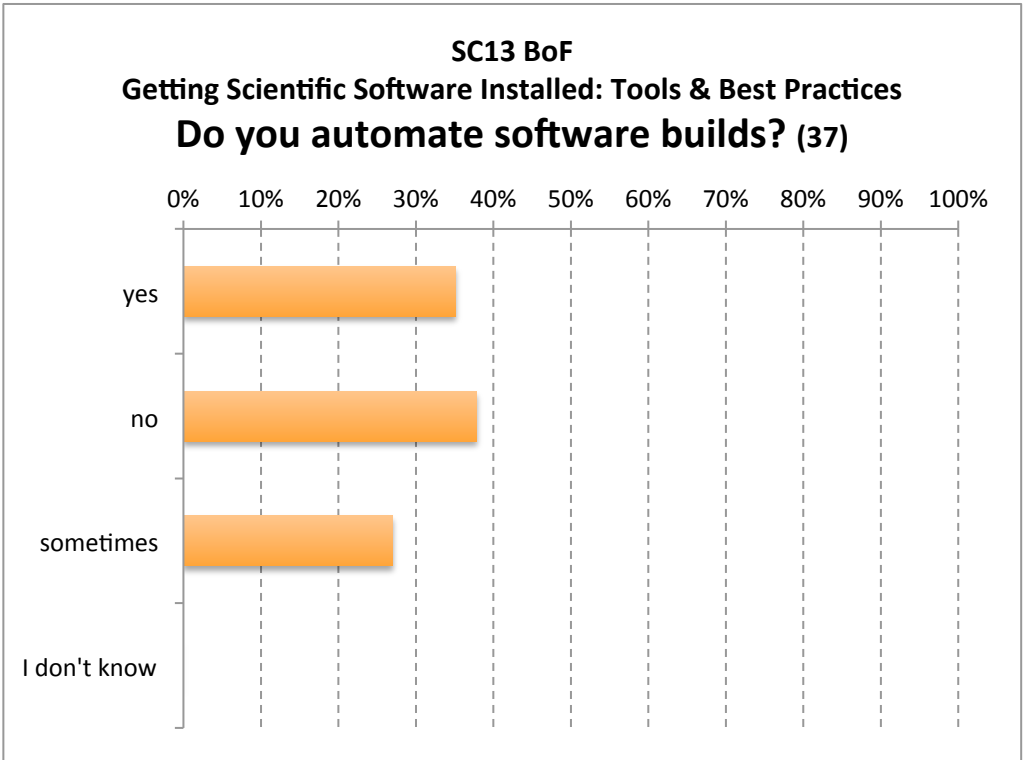 SC13 BoF
Getting Scientific Software Installed: Tools & Best Practices
Do you automate software builds? (37)
0% 10% 20% 30% 40% 50% 60% 70% 80% 90% 100%
yes
no
sometimes
I don't know